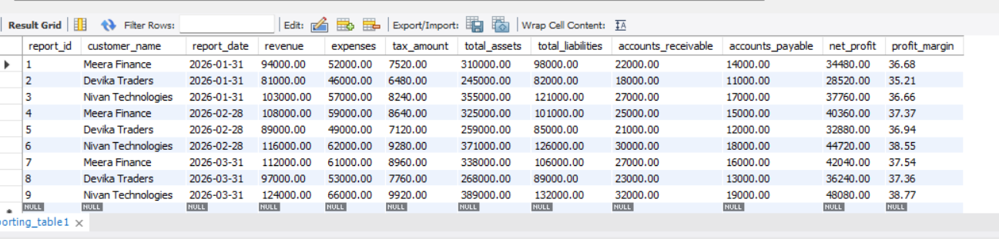 Result Grid Filter Rows: Edit: Export/Import: Wrap Cell Content: IA
report_id customer_name report_date revenue expenses tax_amount total_assets total_liabilities accounts_receivable accounts_payable net_profit profit_margin
1 Meera Finance 2026-01-31 94000.00 52000.00 7520.00 310000.00 98000.00 22000.00 14000.00 34480.00 36.68
2 Devika Traders 2026-01-31 81000.00 46000.00 6480.00 245000.00 82000.00 18000.00 11000.00 28520.00 35.21
3 Nivan Technologies 2026-01-31 103000.00 57000.00 8240.00 355000.00 121000.00 27000.00 17000.00 37760.00 36.66
4 Meera Finance 2026-02-28 108000.00 59000.00 8640.00 325000.00 101000.00 25000.00 15000.00 40360.00 37.37
5 Devika Traders 2026-02-28 89000.00 49000.00 7120.00 259000.00 85000.00 21000.00 12000.00 32880.00 36.94
6 Nivan Technologies 2026-02-28 116000.00 62000.00 9280.00 371000.00 126000.00 30000.00 18000.00 44720.00 38.55
7 Meera Finance 2026-03-31 112000.00 61000.00 8960.00 338000.00 106000.00 27000.00 16000.00 42040.00 37.54
8 Devika Traders 2026-03-31 97000.00 53000.00 7760.00 268000.00 89000.00 23000.00 13000.00 36240.00 37.36
9 Nivan Technologies 2026-03-31 124000.00 66000.00 9920.00 389000.00 132000.00 32000.00 19000.00 48080.00 38.77
NULL NULL NULL NULL NULL NULL NULL NULL NULL NULL NULL NULL
porting_table1